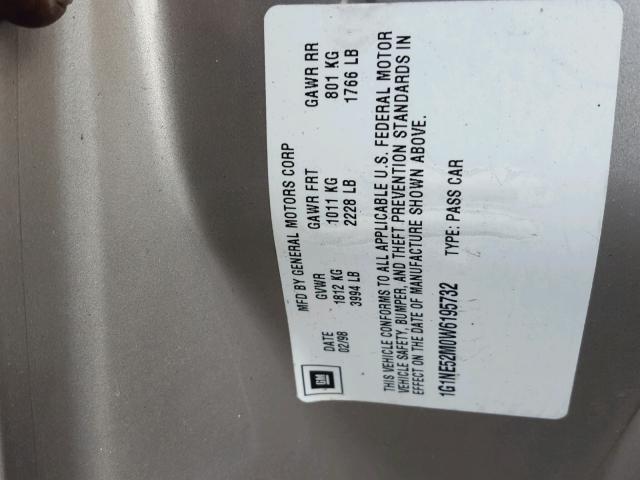 MFD BY GENERAL MOTORS CORP
DATE GVWR GAWR FRT GAWR RR
02/98 1812 KG 1011 KG 801 KG
3994 LB 2228 LB 1766 LB
GM
THIS VEHICLE CONFORMS TO ALL APPLICABLE U.S. FEDERAL MOTOR
VEHICLE SAFETY, BUMPER, AND THEFT PREVENTION STANDARDS IN
EFFECT ON THE DATE OF MANUFACTURE SHOWN ABOVE.
1G1NE52M0W6195732 TYPE: PASS CAR